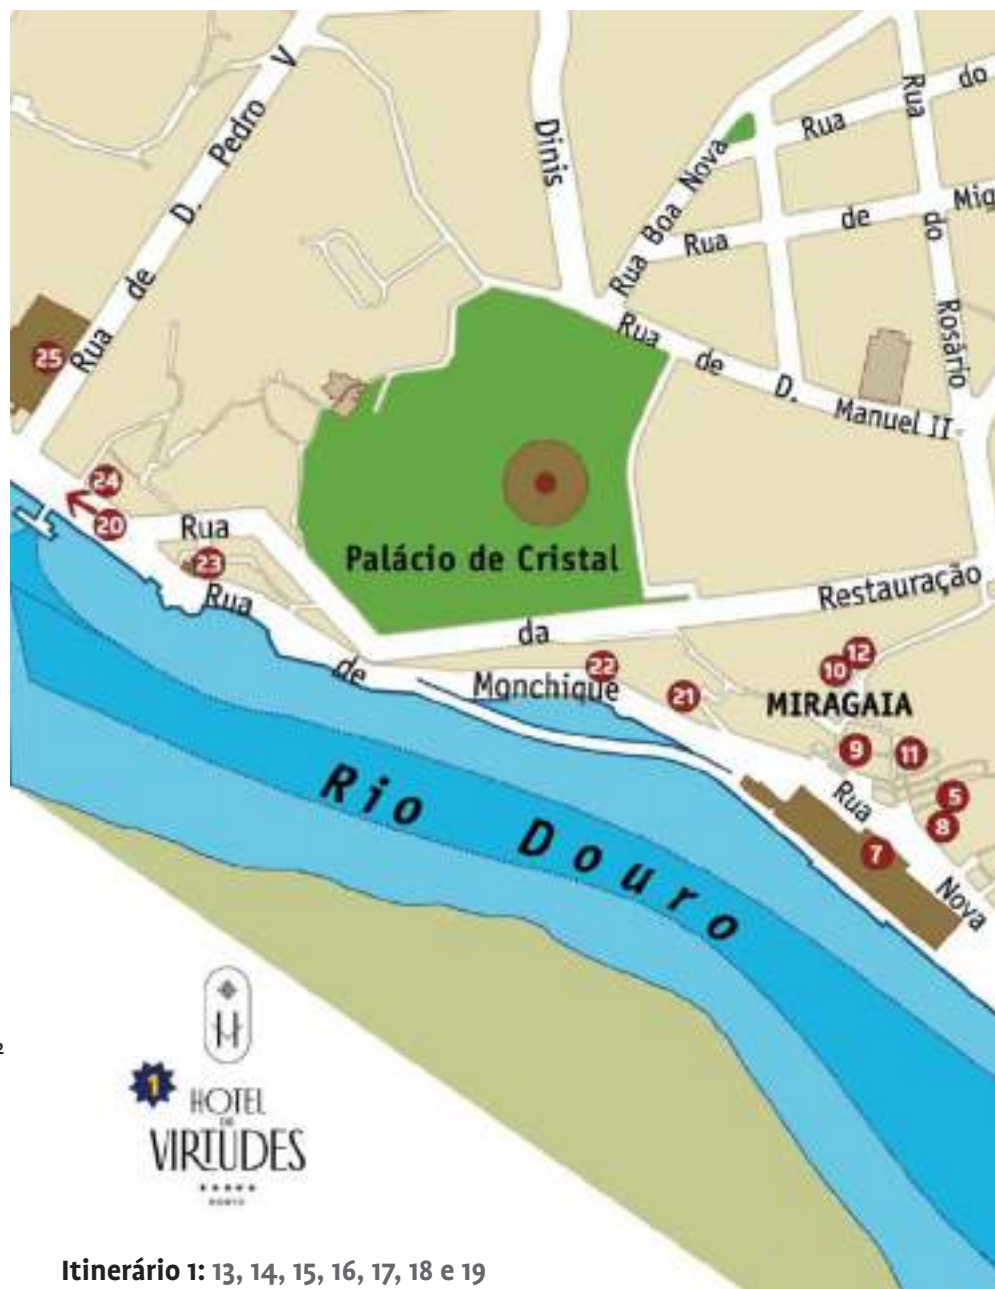 Rua de D. Pedro V
Dinis
Rua Boa Nova
Rua do
Rua de Mig
Rua do Rosário
Rua de D. Manuel II
25
24
20
23
Rua da Restauração
Palácio de Cristal
Rua de Monchique
22
21
12
10
MIRAGAIA
9
11
5
8
7
Rua Nova
Rio Douro
2
H
1
HOTEL
DAS
VIRTUDES
PORTO
Itinerário 1: 13, 14, 15, 16, 17, 18 e 19